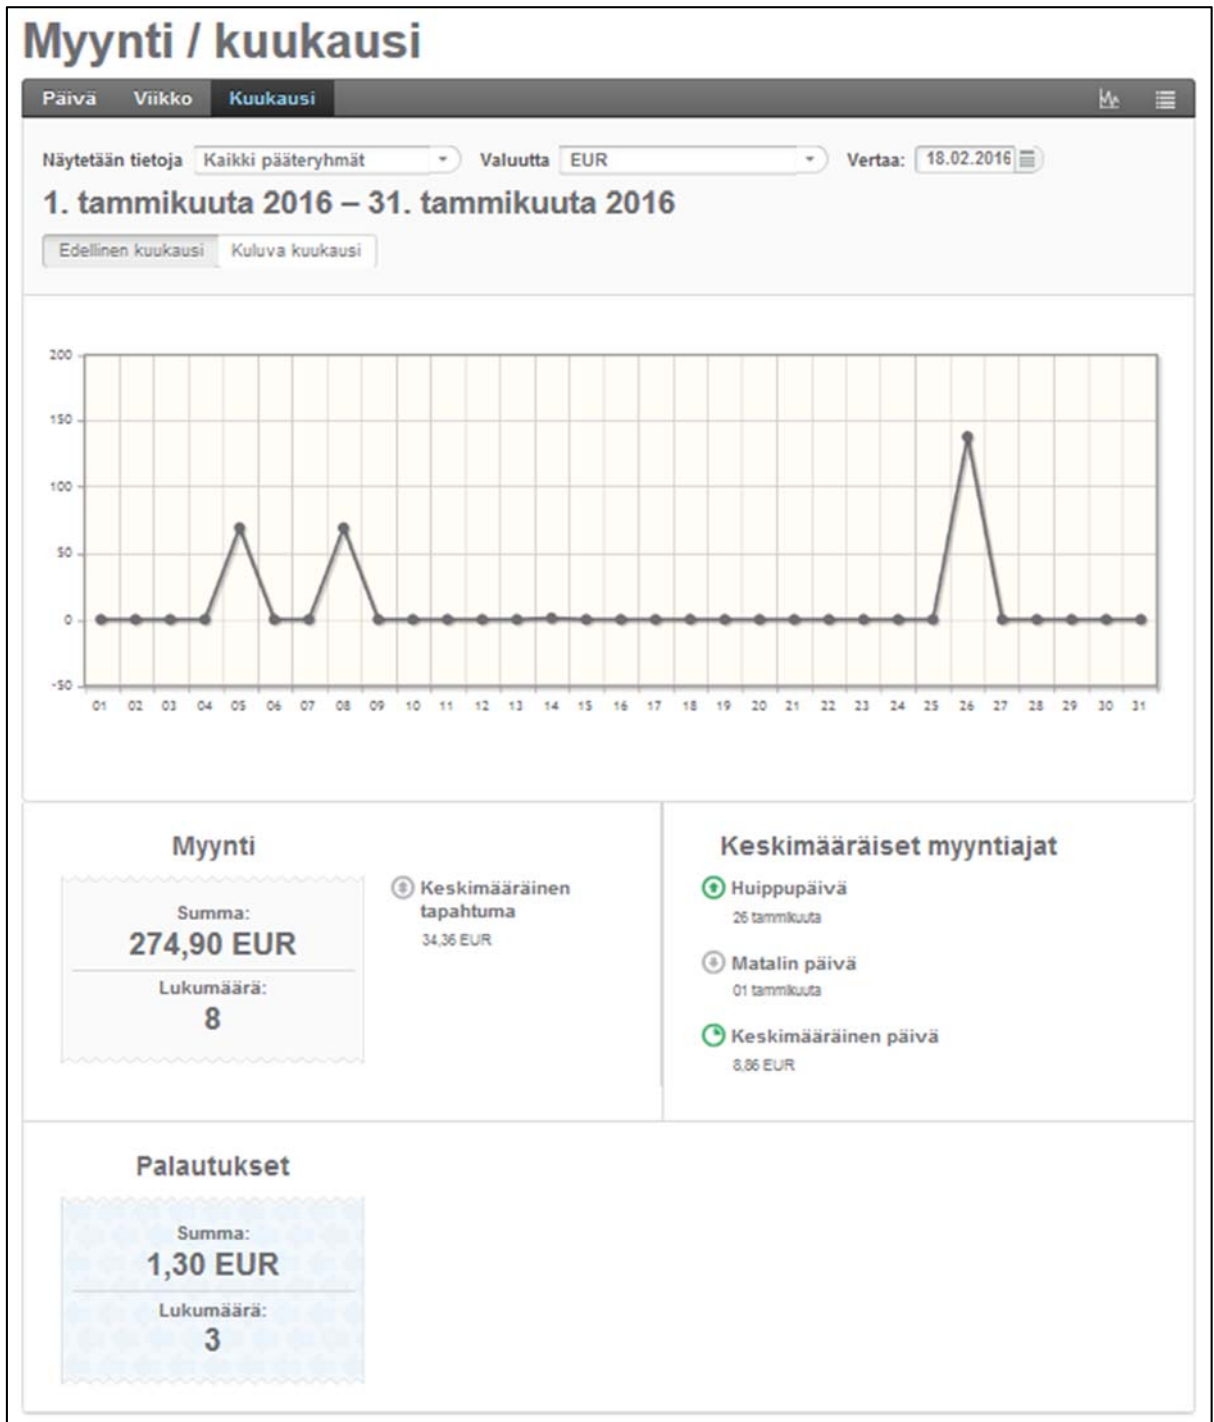 Myynti / kuukausi
Päivä Viikko Kuukausi
Näytetään tietoja Kaikki pääteryhmät Valuutta EUR Vertaa: 18.02.2016
1. tammikuuta 2016 – 31. tammikuuta 2016
Edellinen kuukausi Kuluva kuukausi
200
150
100
50
0
-50
01 02 03 04 05 06 07 08 09 10 11 12 13 14 15 16 17 18 19 20 21 22 23 24 25 26 27 28 29 30 31
Myynti
Summa:
274,90 EUR
Lukumäärä:
8
Keskimääräinen
tapahtuma
34,36 EUR
Keskimääräiset myyntiajat
Huippupäivä
26 tammikuuta
Matalin päivä
01 tammikuuta
Keskimääräinen päivä
8,86 EUR
Palautukset
Summa:
1,30 EUR
Lukumäärä:
3